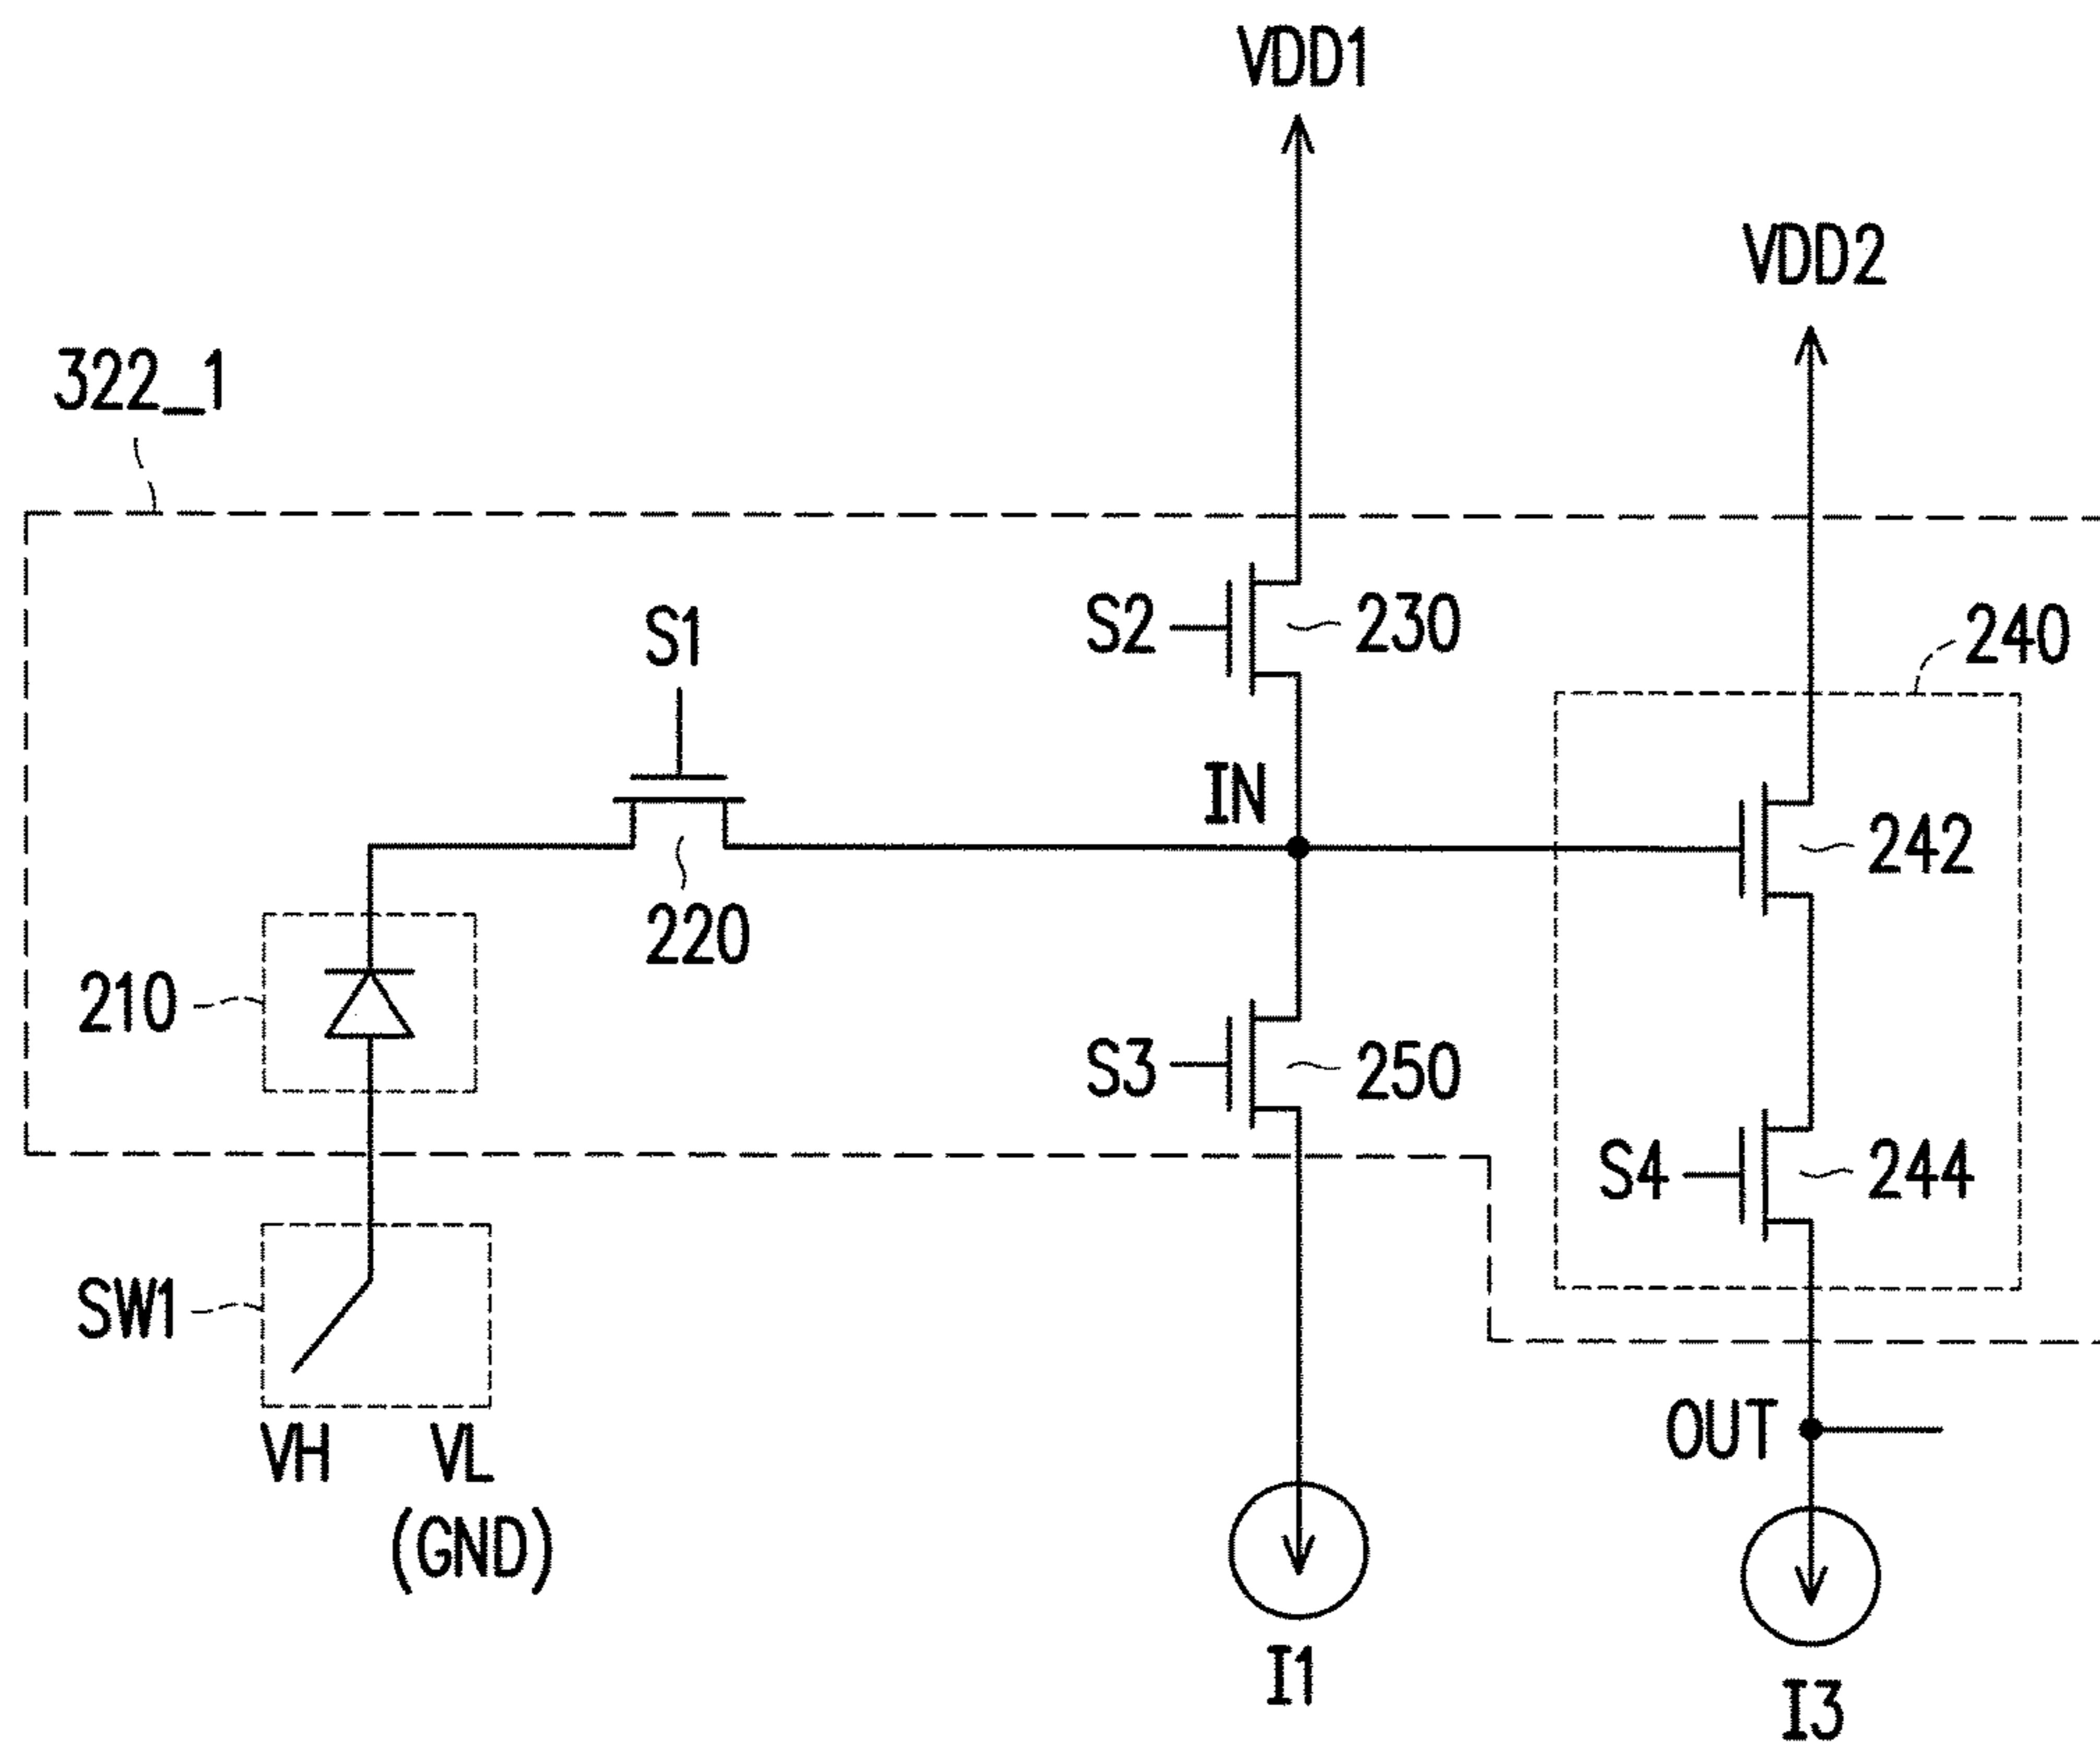 VDD1
VDD2
322_1
S1
S2
230
240
IN
242
220
210
S3
250
S4
244
SW1
VH
VL
(GND)
OUT
I1
I3